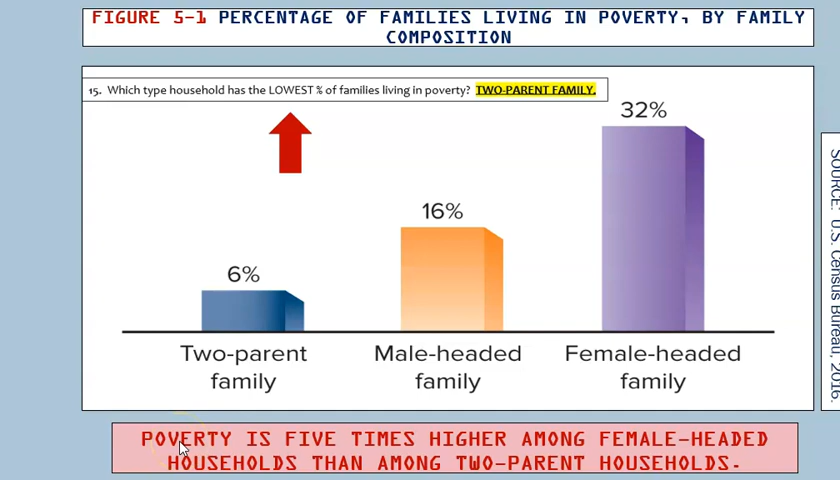 FIGURE 5-1 PERCENTAGE OF FAMILIES LIVING IN POVERTY, BY FAMILY
COMPOSITION
15. Which type household has the LOWEST % of families living in poverty? TWO-PARENT FAMILY.
32%
16%
6%
Two-parent
family
Male-headed
family
Female-headed
family
SOURCE: U.S. Census Bureau, 2016.
POVERTY IS FIVE TIMES HIGHER AMONG FEMALE-HEADED
HOUSEHOLDS THAN AMONG TWO-PARENT HOUSEHOLDS.